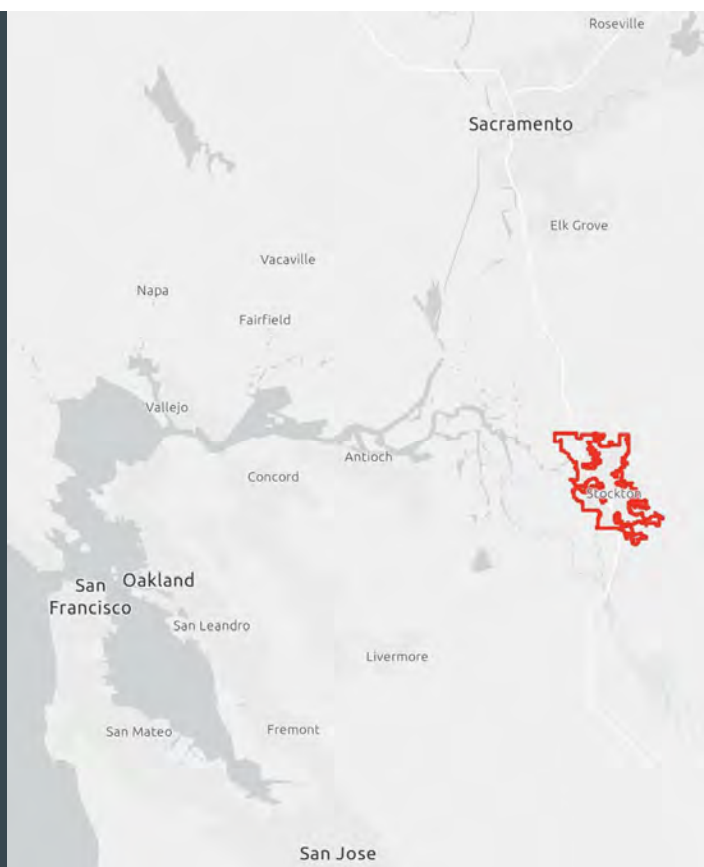 Roseville
Sacramento
Elk Grove
Vacaville
Napa
Fairfield
Vallejo
Antioch
Concord
Stockton
San
Francisco
Oakland
San Leandro
Livermore
San Mateo
Fremont
San Jose